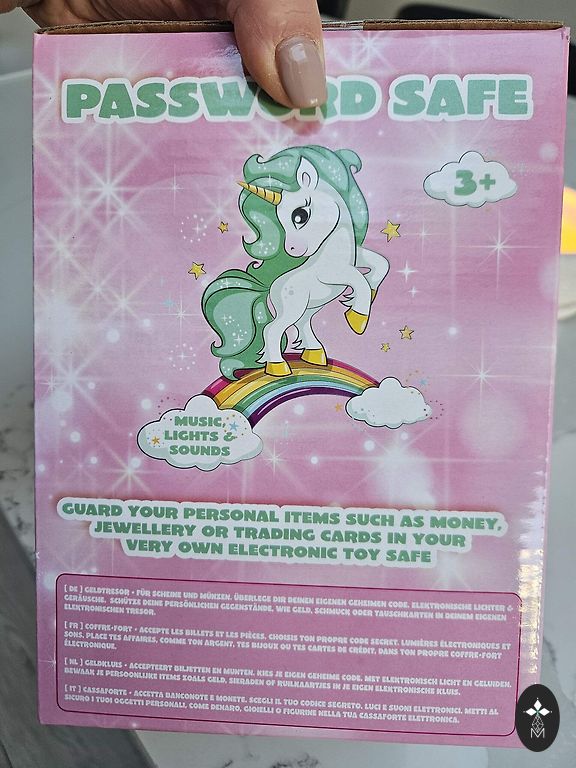 PASSWORD SAFE
3+
MUSIC,
LIGHTS &
SOUNDS
GUARD YOUR PERSONAL ITEMS SUCH AS MONEY,
JEWELLERY OR TRADING CARDS IN YOUR
VERY OWN ELECTRONIC TOY SAFE
[ DE ] GELDTRESOR • FÜR SCHEINE UND MÜNZEN. ÜBERLEGE DIR DEINEN EIGENEN GEHEIMEN CODE. ELEKTRONISCHE LICHTER &
GERÄUSCHE. SCHÜTZE DEINE PERSÖNLICHEN GEGENSTÄNDE, WIE GELD, SCHMUCK ODER TAUSCHKARTEN IN DEINEM EIGENEN
ELEKTRONISCHEN TRESOR.
[ FR ] COFFRE-FORT • ACCEPTE LES BILLETS ET LES PIÈCES. CHOISIS TON PROPRE CODE SECRET. LUMIÈRES ÉLECTRONIQUES ET
SONS, PLACE TES AFFAIRES, COMME TON ARGENT, TES BIJOUX OU TES CARTES DE CRÉDIT, DANS TON PROPRE COFFRE-FORT
ÉLECTRONIQUE.
[ NL ] GELDKLUIS • ACCEPTEERT BILJETTEN EN MUNTEN. KIES JE EIGEN GEHEIME CODE. MET ELEKTRONISCH LICHT EN GELUIDEN.
BEWAAK JE PERSOONLIJKE ITEMS ZOALS GELD, SIERADEN OF RUILKAARTJES IN JE EIGEN ELEKTRONISCHE KLUIS.
[ IT ] CASSAFORTE • ACCETTA BANCONOTE E MONETE. SCEGLI IL TUO CODICE SEGRETO. LUCI E SUONI ELETTRONICI. METTI AL
SICURO I TUOI OGGETTI PERSONALI, COME DENARO, GIOIELLI O FIGURINE NELLA TUA CASSAFORTE ELETTRONICA.
M